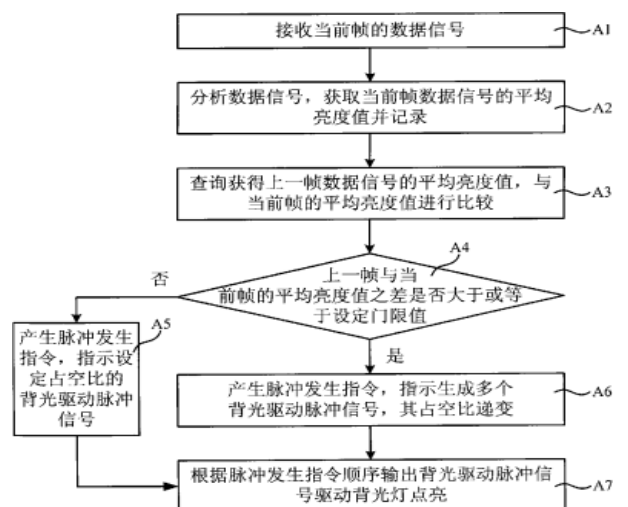 接收当前帧的数据信号
A1
分析数据信号，获取当前帧数据信号的平均
亮度值并记录
A2
查询获得上一帧数据信号的平均亮度值，与
当前帧的平均亮度值进行比较
A3
A4
上一帧与当
前帧的平均亮度值之差是否大于或等
于设定门限值
否
是
A5
产生脉冲发生
指令，指示设
定占空比的
背光驱动脉冲
信号
产生脉冲发生指令，指示生成多个
背光驱动脉冲信号，其占空比递变
A6
根据脉冲发生指令顺序输出背光驱动脉冲信
号驱动背光灯点亮
A7